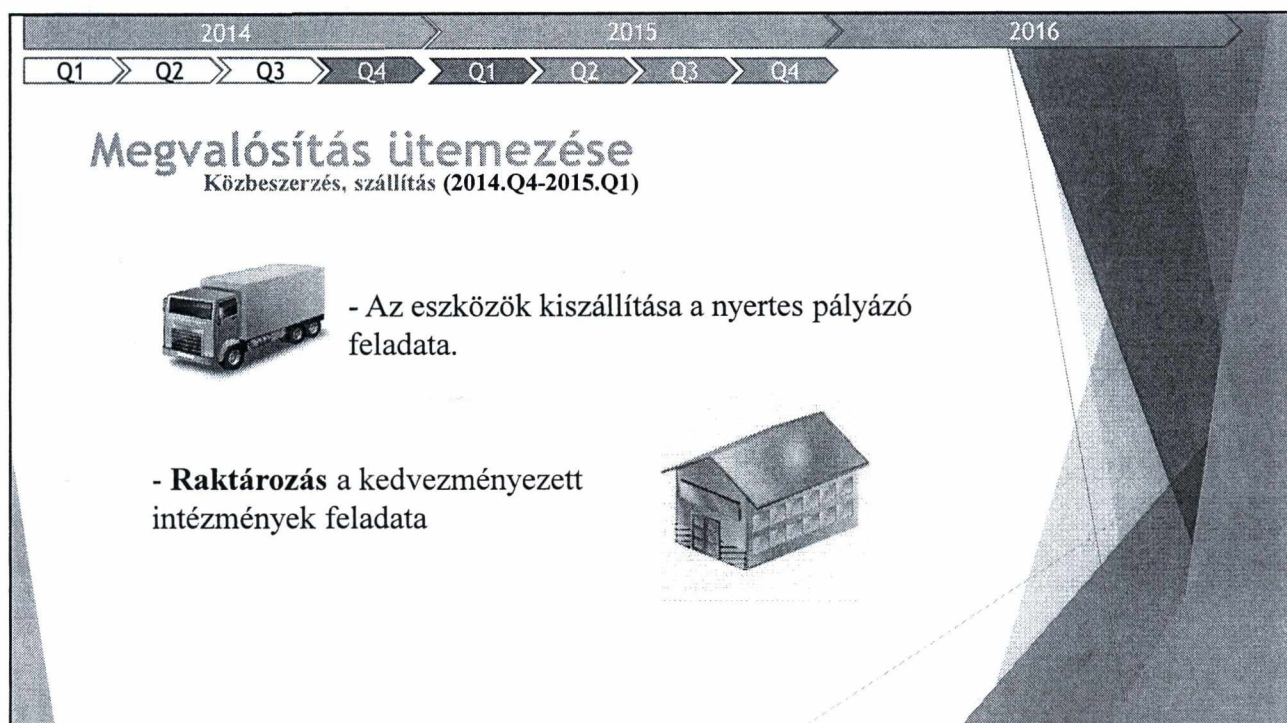 2014 2015 2016
Q1 Q2 Q3 Q4 Q1 Q2 Q3 Q4
Megvalósítás ütemezése
Közbeszerzés, szállítás (2014.Q4-2015.Q1)
- Az eszközök kiszállítása a nyertes pályázó
feladata.
- Raktározás a kedvezményezett
intézmények feladata